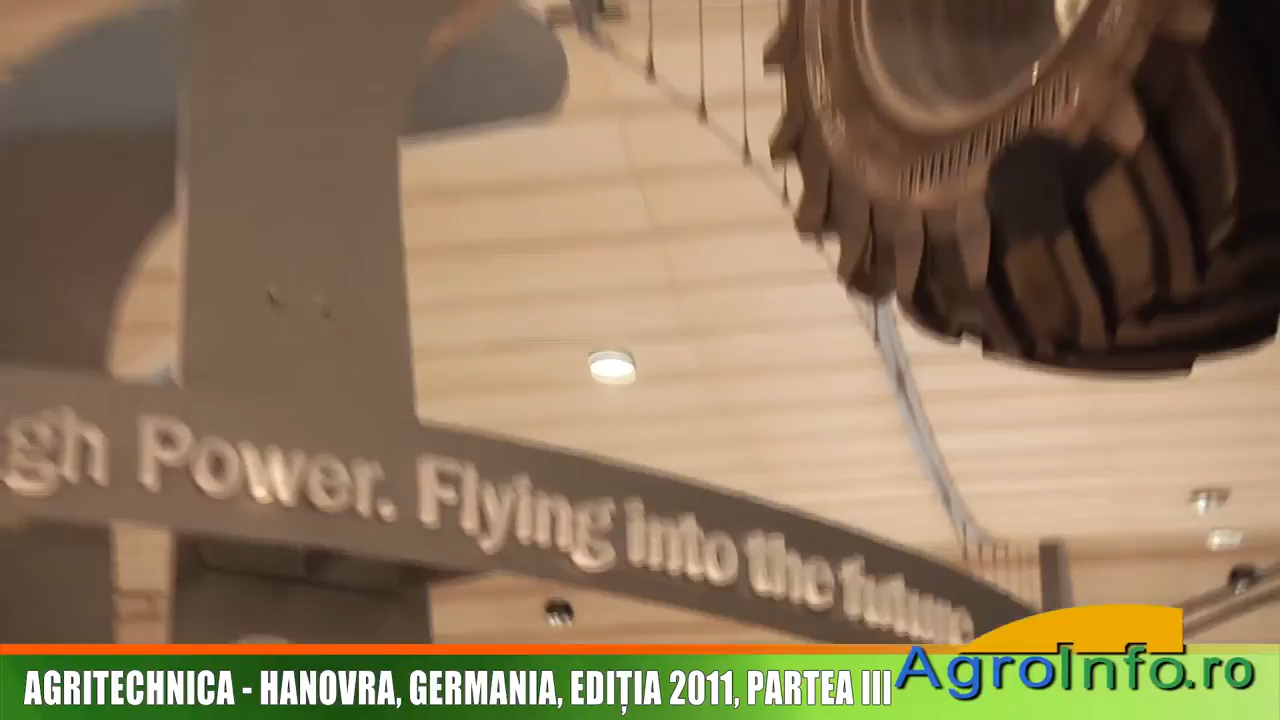 gh Power. Flying into the future
AGRITECHNICA - HANOVRA, GERMANIA, EDIȚIA 2011, PARTEA III
AgroInfo.ro